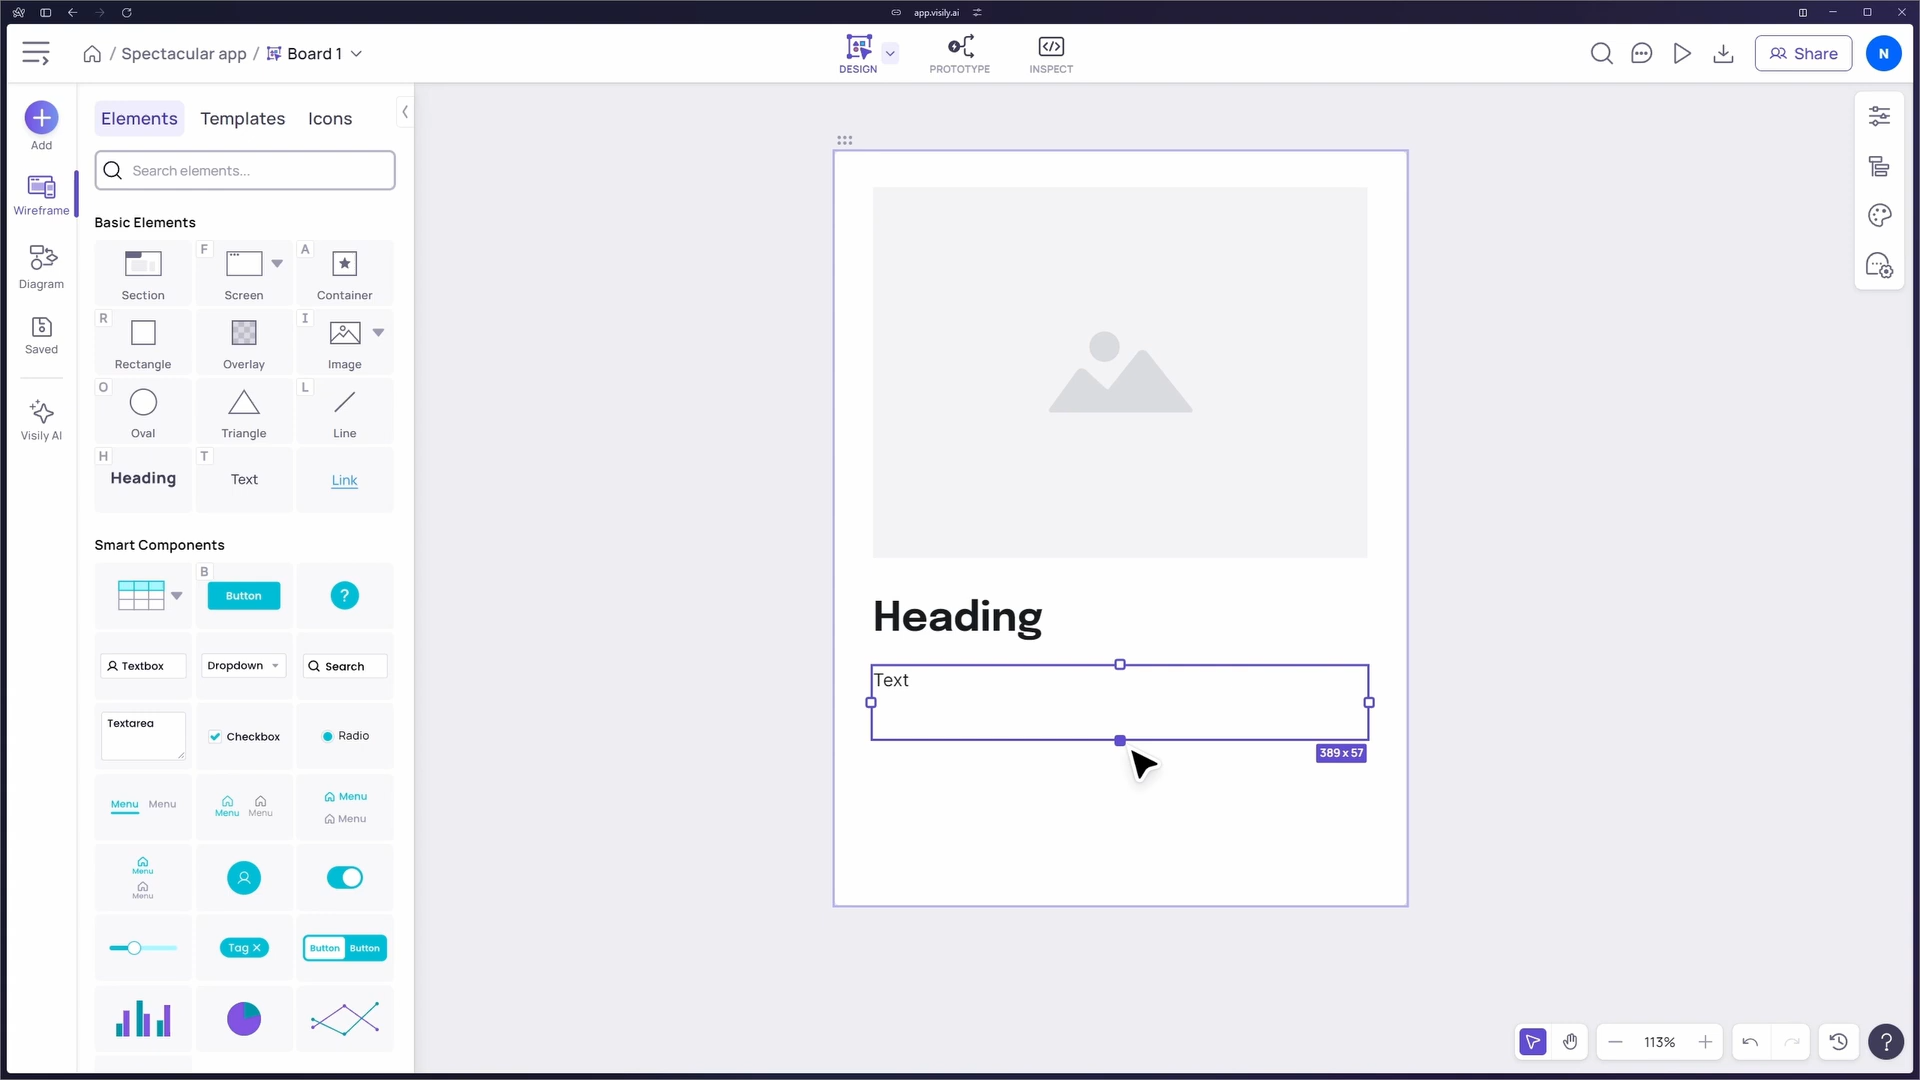 app.visily.ai
/ Spectacular app / Board 1
DESIGN
PROTOTYPE
INSPECT
Share
N
Add
Wireframe
Diagram
Saved
Visily AI
Elements Templates Icons
Search elements...
Basic Elements
Section
F
Screen
A
Container
R
Rectangle
Overlay
I
Image
O
Oval
Triangle
L
Line
H
Heading
T
Text
Link
Smart Components
B
Button
?
Textbox
Dropdown
Search
Textarea
Checkbox
Radio
Menu Menu
Menu Menu
Menu
Menu
Menu
Menu
Tag ×
Button Button
Heading
Text
389 x 57
113%
?